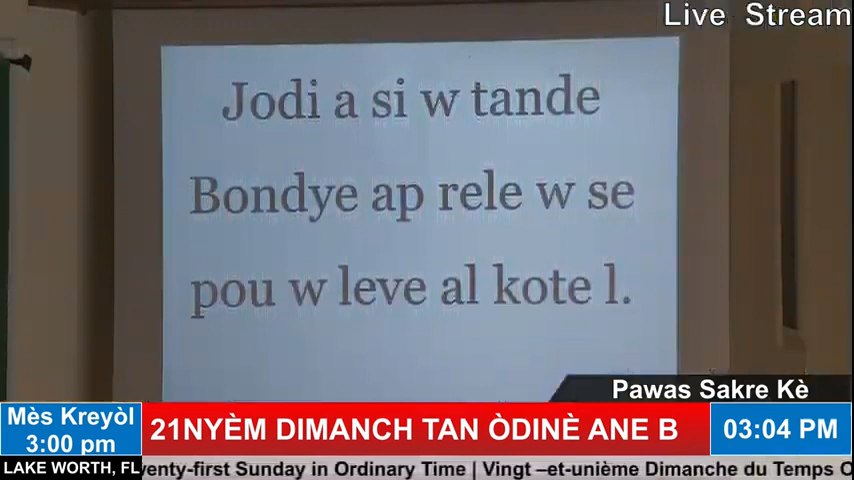 Live Stream
Jodi a si w tande
Bondye ap rele w se
pou w leve al kote l.
Pawas Sakre Kè
Mès Kreyòl
3:00 pm
21NYÈM DIMANCH TAN ÒDINÈ ANE B
03:04 PM
LAKE WORTH, FL
Sunday in Ordinary Time | Vingt –et-unième Dimanche du Temps